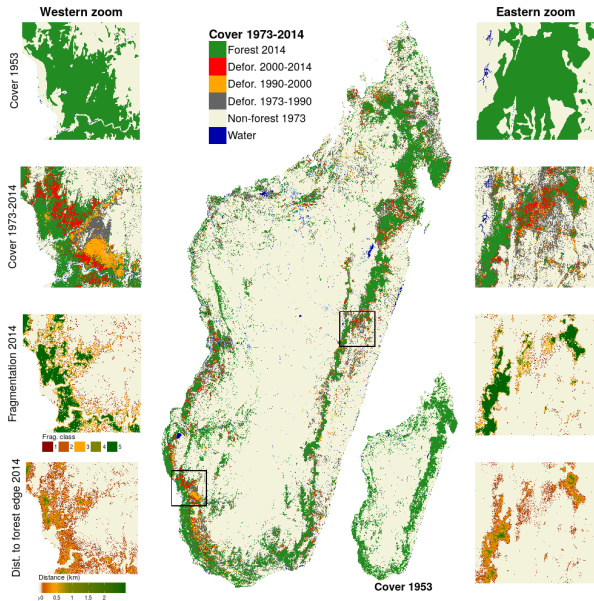 Western zoom
Eastern zoom
Cover 1973-2014
Forest 2014
Defor. 2000-2014
Defor. 1990-2000
Defor. 1973-1990
Non-forest 1973
Water
Cover 1953
Cover 1973-2014
Fragmentation 2014
Frag. class
1 2 3 4 5
Dist. to forest edge 2014
Distance (km)
>0 0.5 1 1.5 2
Cover 1953